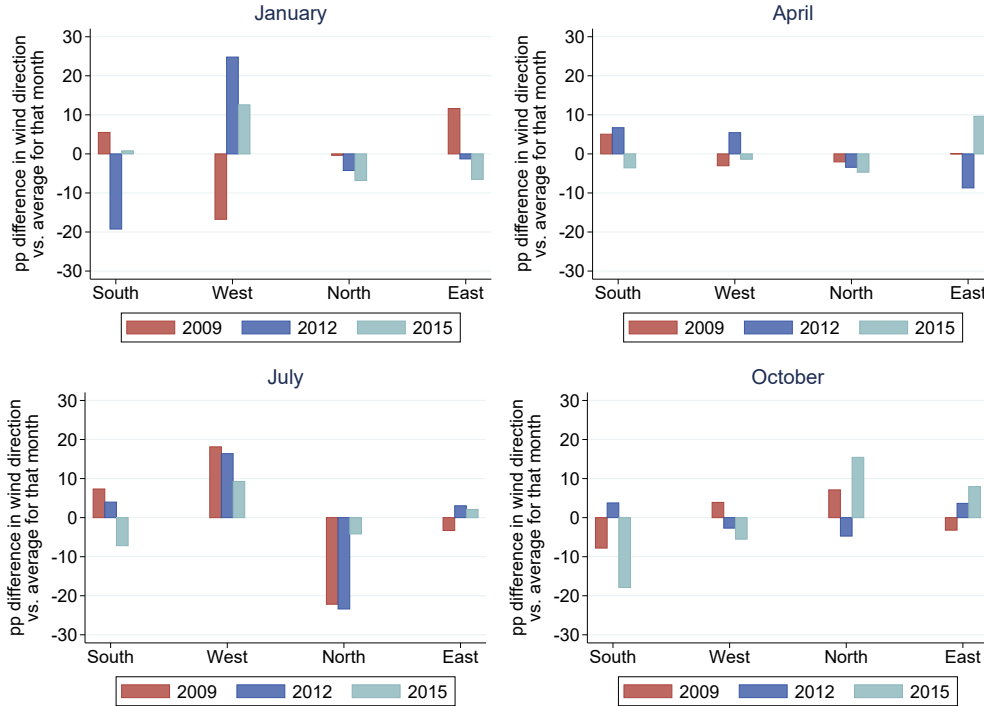 January
pp difference in wind direction
vs. average for that month
30
20
10
0
-10
-20
-30
South West North East
2009 2012 2015
April
pp difference in wind direction
vs. average for that month
30
20
10
0
-10
-20
-30
South West North East
2009 2012 2015
July
pp difference in wind direction
vs. average for that month
30
20
10
0
-10
-20
-30
South West North East
2009 2012 2015
October
pp difference in wind direction
vs. average for that month
30
20
10
0
-10
-20
-30
South West North East
2009 2012 2015